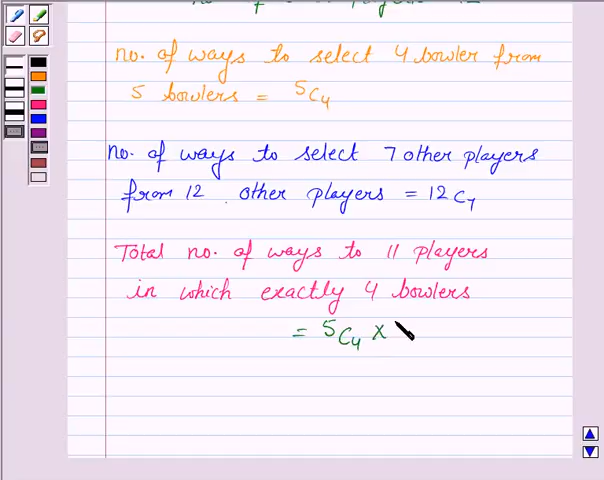 no. of ways to select 4 bowler from
5 bowlers = ⁵C₄
no. of ways to select 7 other players
from 12 other players = 12C₇
Total no. of ways to 11 players
in which exactly 4 bowlers
= ⁵C₄ ×